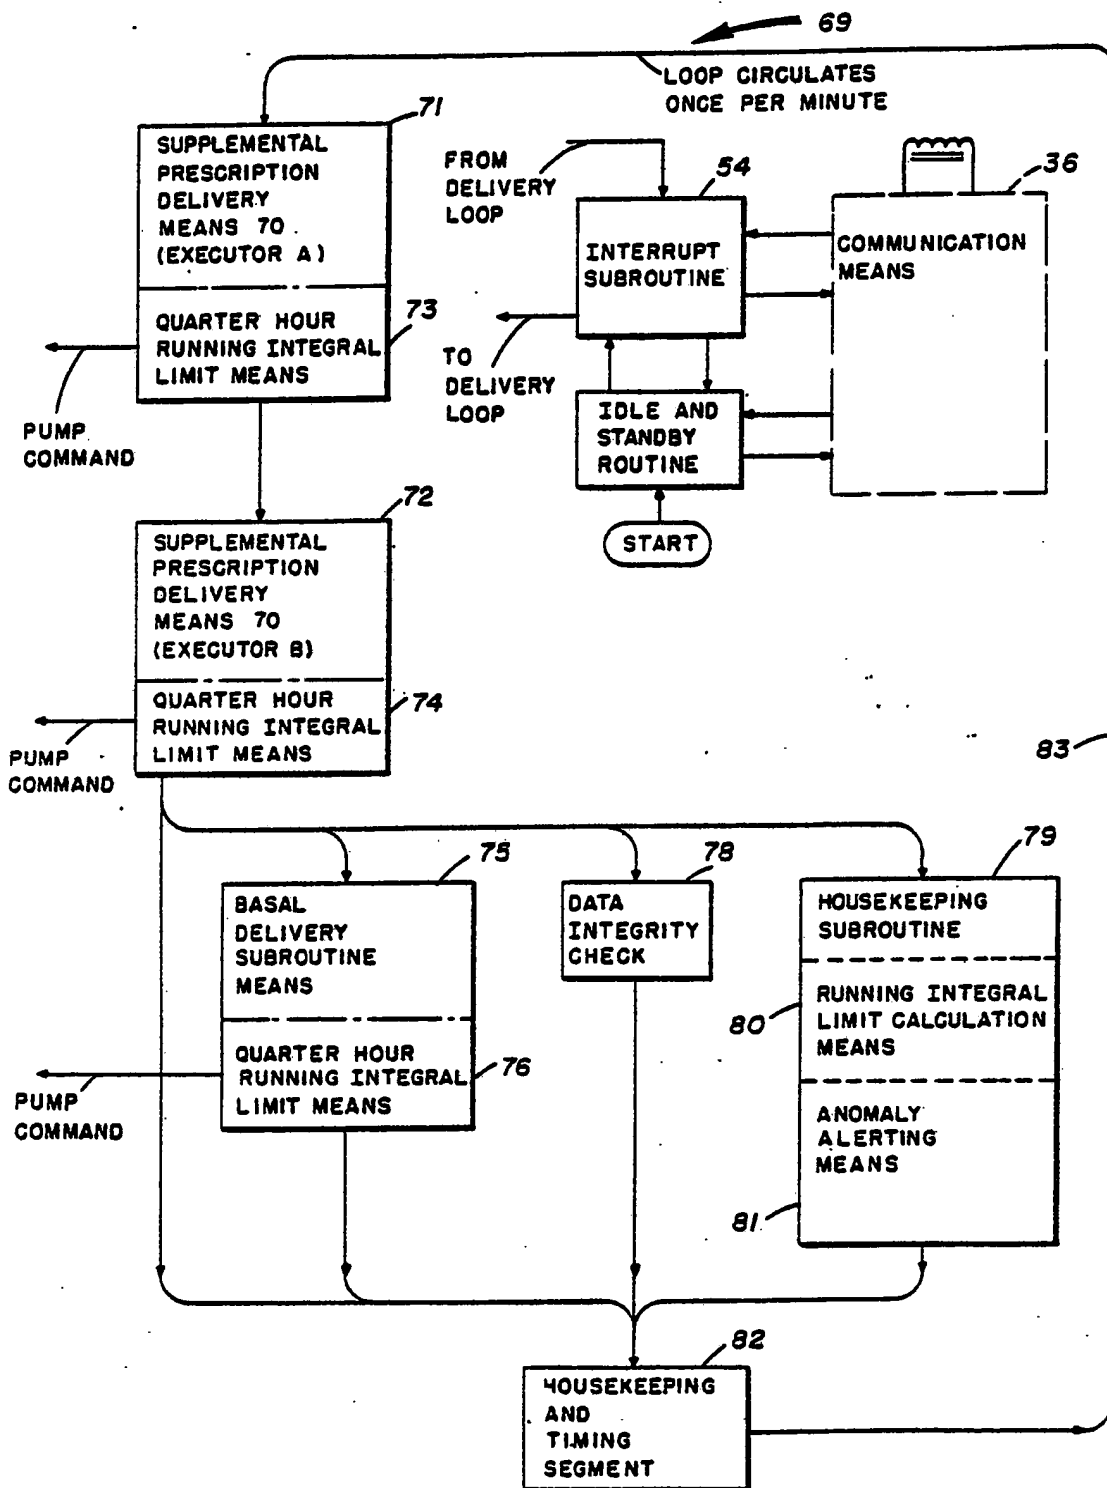 69
LOOP CIRCULATES
ONCE PER MINUTE
71
SUPPLEMENTAL
PRESCRIPTION
DELIVERY
MEANS 70
(EXECUTOR A)
73
QUARTER HOUR
RUNNING INTEGRAL
LIMIT MEANS
PUMP
COMMAND
FROM
DELIVERY
LOOP
54
INTERRUPT
SUBROUTINE
36
COMMUNICATION
MEANS
TO
DELIVERY
LOOP
IDLE AND
STANDBY
ROUTINE
START
72
SUPPLEMENTAL
PRESCRIPTION
DELIVERY
MEANS 70
(EXECUTOR B)
74
QUARTER HOUR
RUNNING INTEGRAL
LIMIT MEANS
PUMP
COMMAND
83
75
BASAL
DELIVERY
SUBROUTINE
MEANS
76
QUARTER HOUR
RUNNING INTEGRAL
LIMIT MEANS
PUMP
COMMAND
78
DATA
INTEGRITY
CHECK
79
HOUSEKEEPING
SUBROUTINE
80
RUNNING INTEGRAL
LIMIT CALCULATION
MEANS
ANOMALY
ALERTING
MEANS
81
82
HOUSEKEEPING
AND
TIMING
SEGMENT